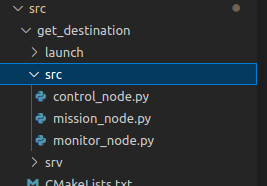 src
get_destination
launch
src
control_node.py
mission_node.py
monitor_node.py
srv
CMakeLists.txt